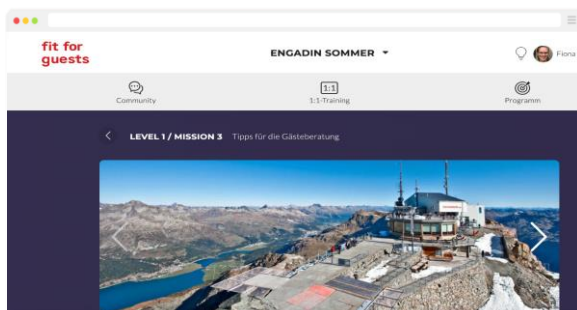 fit for
guests
ENGADIN SOMMER
Fiona
Community
1:1
1:1-Training
Programm
LEVEL 1 / MISSION 3 Tipps für die Gästeberatung